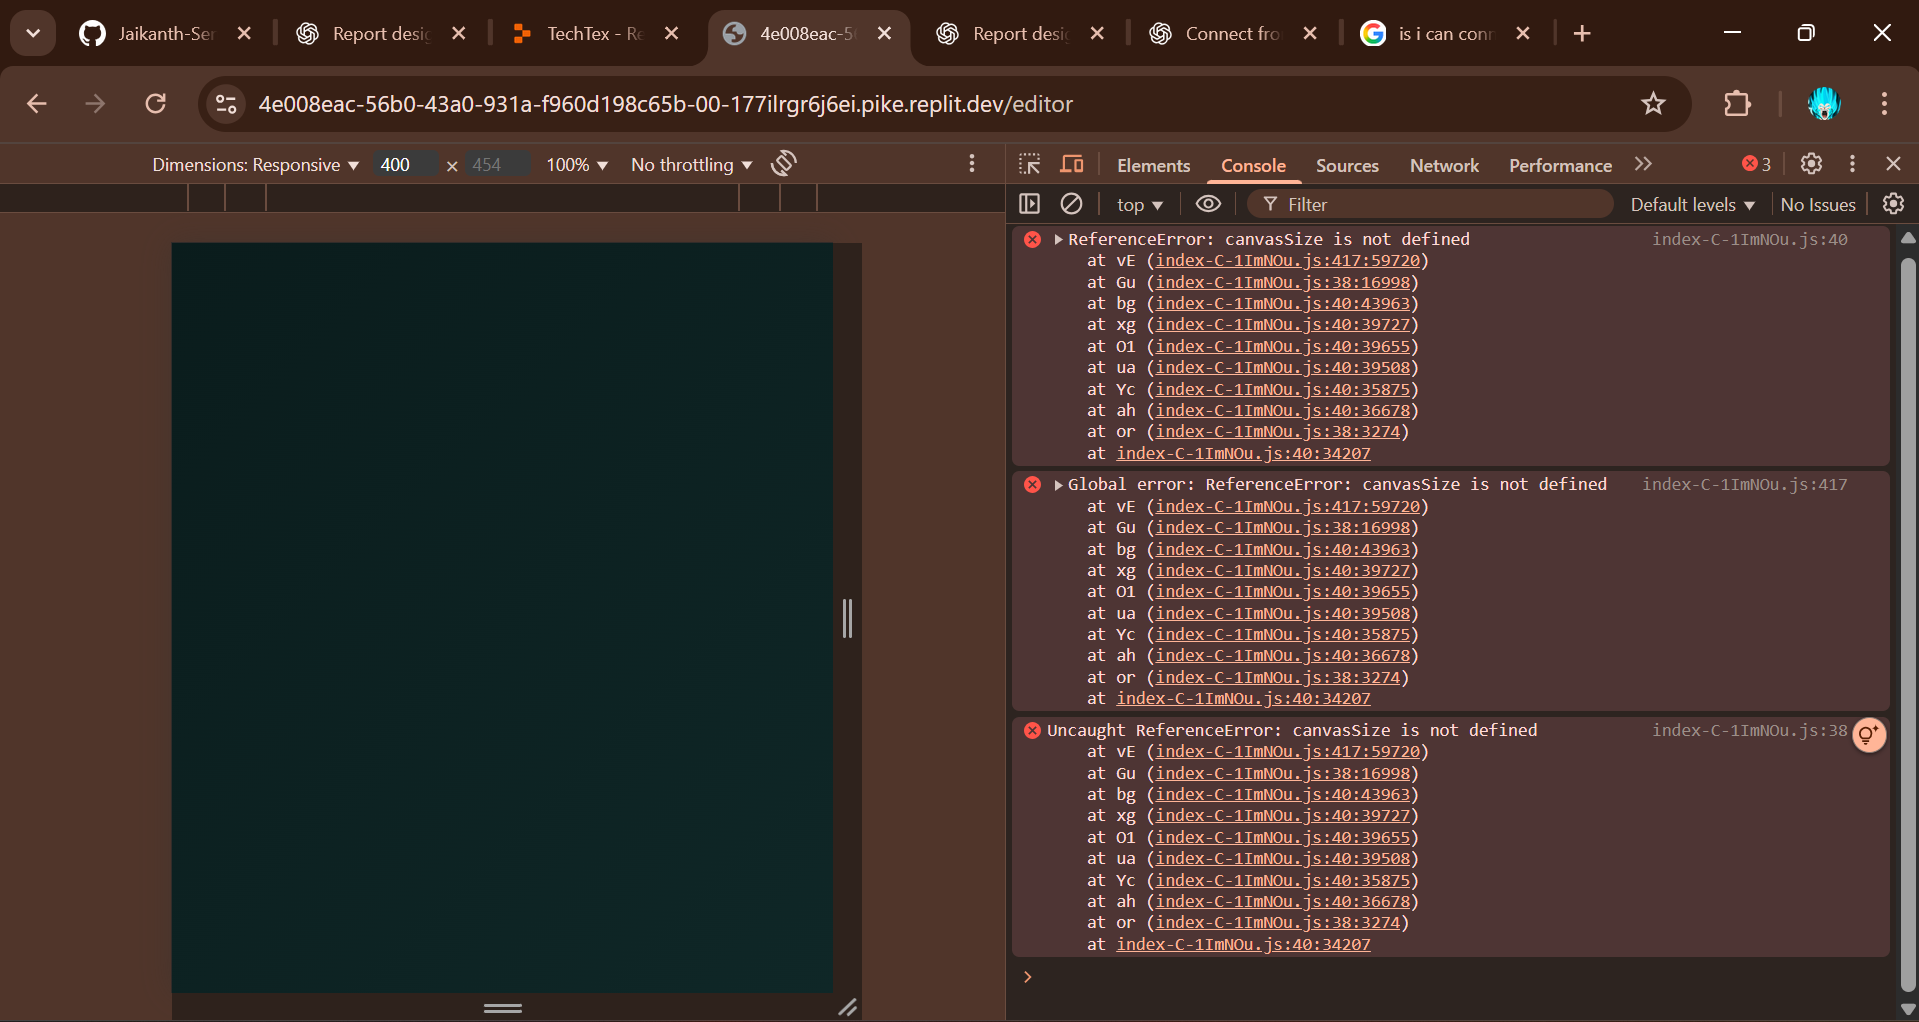 Jaikanth-Ser
Report desig
TechTex - Re
4e008eac-56
Report desig
Connect fro
is i can conn
4e008eac-56b0-43a0-931a-f960d198c65b-00-177ilrgr6j6ei.pike.replit.dev/editor
Dimensions: Responsive 400 × 454 100% No throttling
Elements Console Sources Network Performance 3
top Filter Default levels No Issues
ReferenceError: canvasSize is not defined index-C-1ImNOu.js:40
at vE (index-C-1ImNOu.js:417:59720)
at Gu (index-C-1ImNOu.js:38:16998)
at bg (index-C-1ImNOu.js:40:43963)
at xg (index-C-1ImNOu.js:40:39727)
at O1 (index-C-1ImNOu.js:40:39655)
at ua (index-C-1ImNOu.js:40:39508)
at Yc (index-C-1ImNOu.js:40:35875)
at ah (index-C-1ImNOu.js:40:36678)
at or (index-C-1ImNOu.js:38:3274)
at index-C-1ImNOu.js:40:34207
Global error: ReferenceError: canvasSize is not defined index-C-1ImNOu.js:417
at vE (index-C-1ImNOu.js:417:59720)
at Gu (index-C-1ImNOu.js:38:16998)
at bg (index-C-1ImNOu.js:40:43963)
at xg (index-C-1ImNOu.js:40:39727)
at O1 (index-C-1ImNOu.js:40:39655)
at ua (index-C-1ImNOu.js:40:39508)
at Yc (index-C-1ImNOu.js:40:35875)
at ah (index-C-1ImNOu.js:40:36678)
at or (index-C-1ImNOu.js:38:3274)
at index-C-1ImNOu.js:40:34207
Uncaught ReferenceError: canvasSize is not defined index-C-1ImNOu.js:38
at vE (index-C-1ImNOu.js:417:59720)
at Gu (index-C-1ImNOu.js:38:16998)
at bg (index-C-1ImNOu.js:40:43963)
at xg (index-C-1ImNOu.js:40:39727)
at O1 (index-C-1ImNOu.js:40:39655)
at ua (index-C-1ImNOu.js:40:39508)
at Yc (index-C-1ImNOu.js:40:35875)
at ah (index-C-1ImNOu.js:40:36678)
at or (index-C-1ImNOu.js:38:3274)
at index-C-1ImNOu.js:40:34207